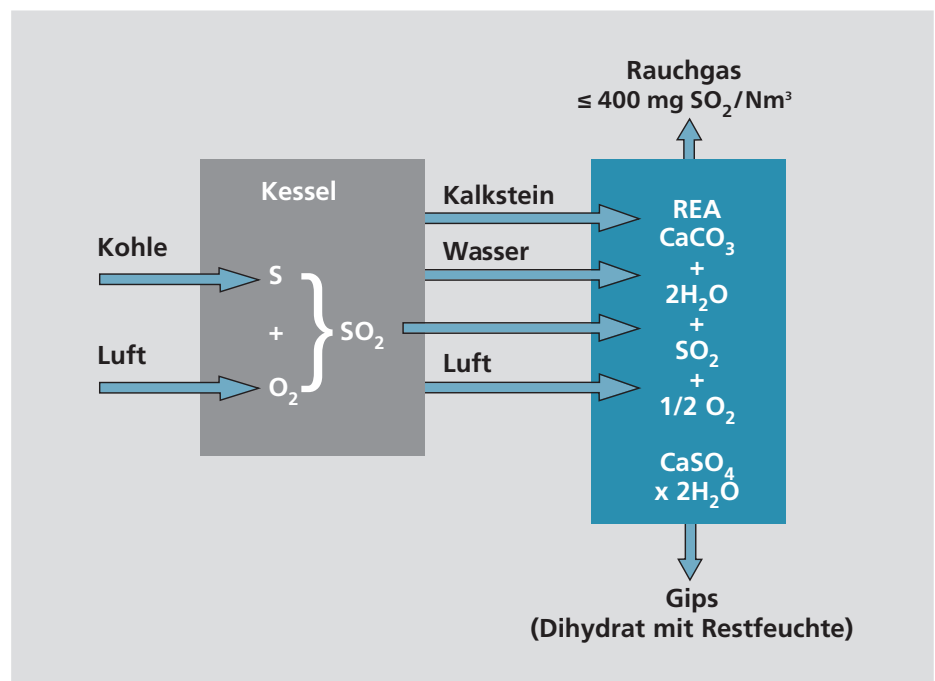 Rauchgas
≤ 400 mg SO₂/Nm³
Kessel
Kohle
S
+
O₂
}
SO₂
Luft
Kalkstein
Wasser
Luft
REA
CaCO₃
+
2H₂O
+
SO₂
+
1/2 O₂
CaSO₄
x 2H₂O
Gips
(Dihydrat mit Restfeuchte)